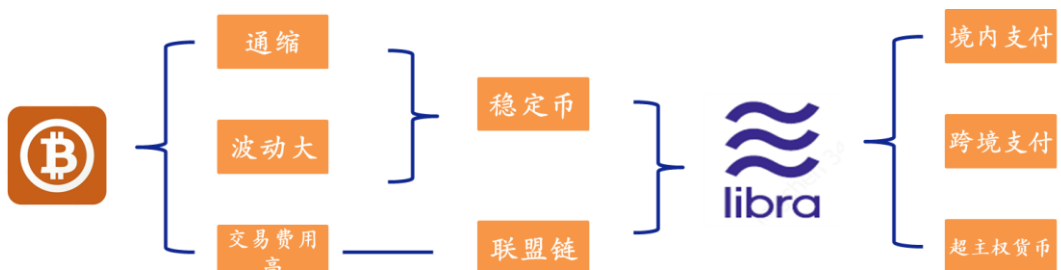 通缩
波动大
交易费用
高
稳定币
联盟链
libra
境内支付
跨境支付
超主权货币